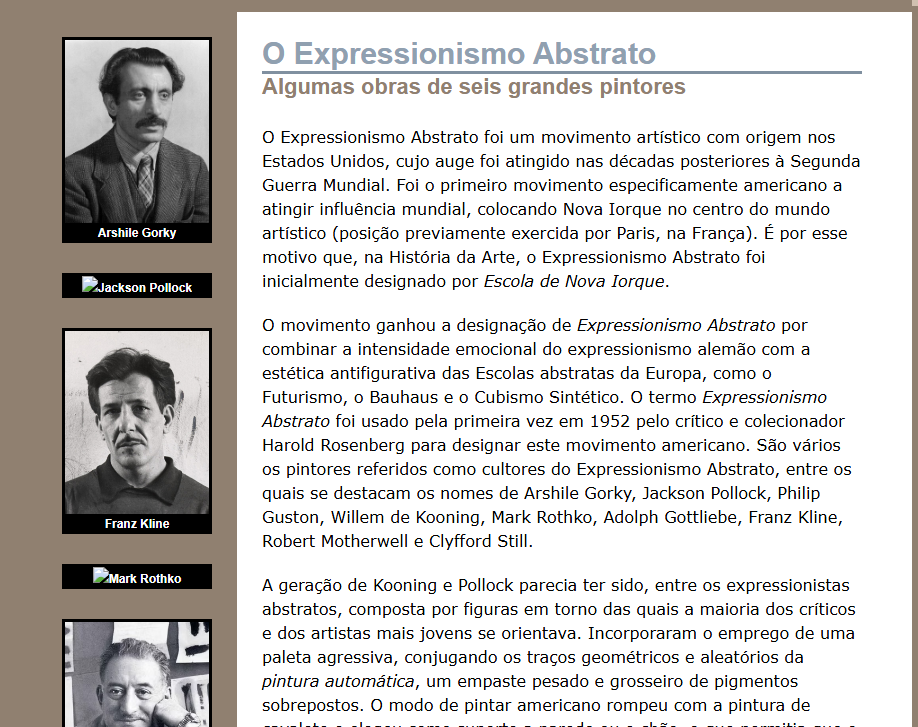 O Expressionismo Abstrato
Algumas obras de seis grandes pintores
O Expressionismo Abstrato foi um movimento artístico com origem nos
Estados Unidos, cujo auge foi atingido nas décadas posteriores à Segunda
Guerra Mundial. Foi o primeiro movimento especificamente americano a
atingir influência mundial, colocando Nova Iorque no centro do mundo
artístico (posição previamente exercida por Paris, na França). É por esse
motivo que, na História da Arte, o Expressionismo Abstrato foi
inicialmente designado por Escola de Nova Iorque.
O movimento ganhou a designação de Expressionismo Abstrato por
combinar a intensidade emocional do expressionismo alemão com a
estética antifigurativa das Escolas abstratas da Europa, como o
Futurismo, o Bauhaus e o Cubismo Sintético. O termo Expressionismo
Abstrato foi usado pela primeira vez em 1952 pelo crítico e colecionador
Harold Rosenberg para designar este movimento americano. São vários
os pintores referidos como cultores do Expressionismo Abstrato, entre os
quais se destacam os nomes de Arshile Gorky, Jackson Pollock, Philip
Guston, Willem de Kooning, Mark Rothko, Adolph Gottliebe, Franz Kline,
Robert Motherwell e Clyfford Still.
A geração de Kooning e Pollock parecia ter sido, entre os expressionistas
abstratos, composta por figuras em torno das quais a maioria dos críticos
e dos artistas mais jovens se orientava. Incorporaram o emprego de uma
paleta agressiva, conjugando os traços geométricos e aleatórios da
pintura automática, um empaste pesado e grosseiro de pigmentos
sobrepostos. O modo de pintar americano rompeu com a pintura de
Arshile Gorky
Jackson Pollock
Franz Kline
Mark Rothko